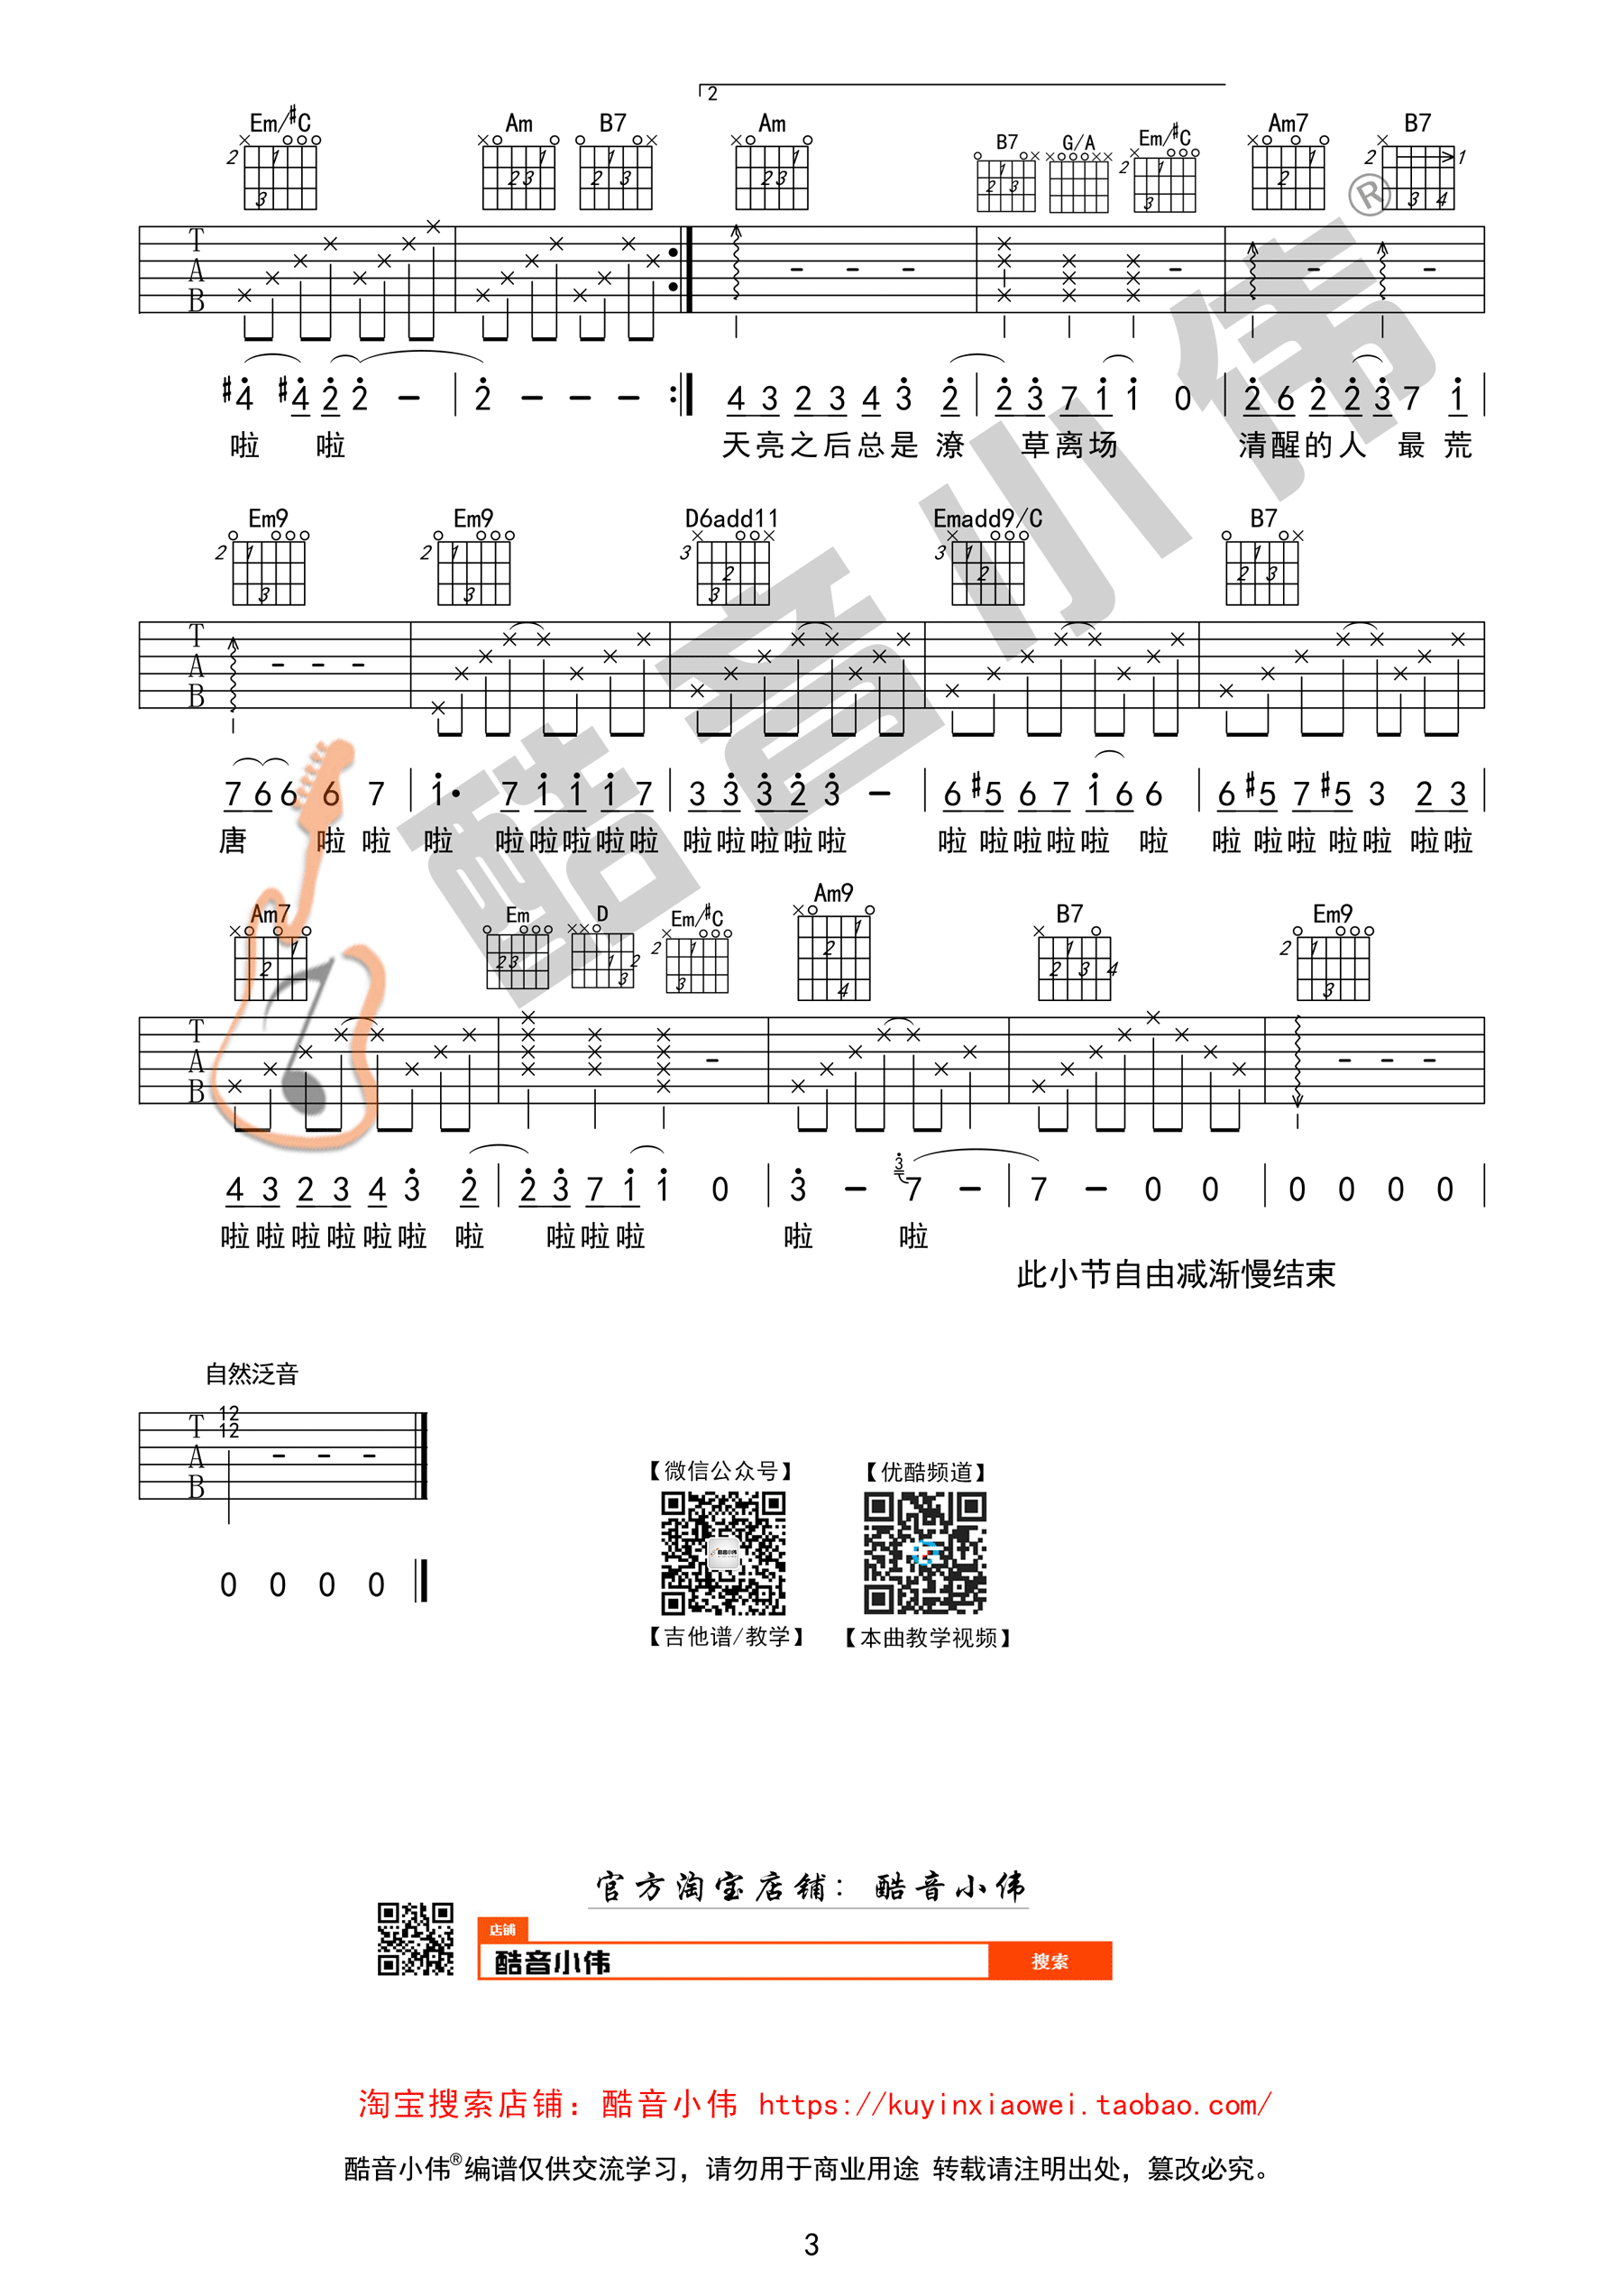 2
Em/#C Am B7 Am B7 G/A Em/#C Am7 B7
T
A
B
#4 #4 2 2 — 2 — — — 4 3 2 3 4 3 2 2 3 7 1 1 0 2 6 2 2 3 7 1
啦 啦 天亮之后总是 潦 草离场 清醒的人 最 荒
Em9 Em9 D6add11 Emadd9/C B7
T
A
B
7 6 6 6 7 1· 7 1 1 1 7 3 3 3 2 3 — 6 #5 6 7 1 6 6 6 #5 7 #5 3 2 3
唐 啦 啦 啦 啦啦啦啦啦 啦啦啦啦啦 啦 啦啦啦啦 啦 啦 啦啦 啦啦 啦啦
Am7 Em D Em/#C Am9 B7 Em9
T
A
B
4 3 2 3 4 3 2 2 3 7 1 1 0 3 — 3 7 — 7 — 0 0 0 0 0 0
啦啦啦啦啦啦 啦 啦啦啦 啦 啦
此小节自由减渐慢结束
自然泛音
12
12
T
A
B
0 0 0 0
【微信公众号】 【优酷频道】
【吉他谱/教学】 【本曲教学视频】
官方淘宝店铺：酷音小伟
店铺
酷音小伟 搜索
淘宝搜索店铺：酷音小伟 https://kuyinxiaowei.taobao.com/
酷音小伟®编谱仅供交流学习，请勿用于商业用途 转载请注明出处，篡改必究。
3
酷音小伟®